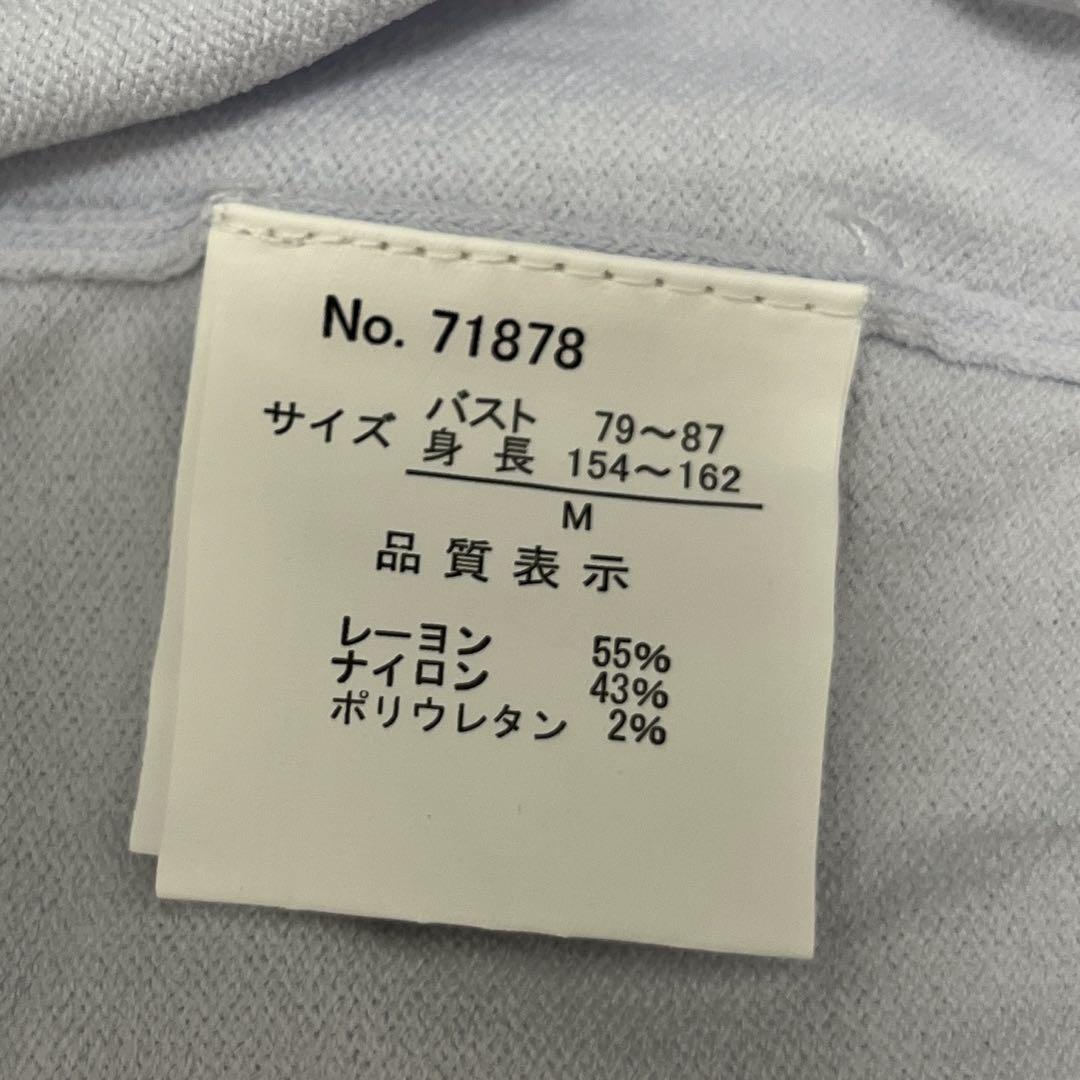 No. 71878
サイズ バスト 79～87
身長 154～162
M
品質表示
レーヨン 55%
ナイロン 43%
ポリウレタン 2%